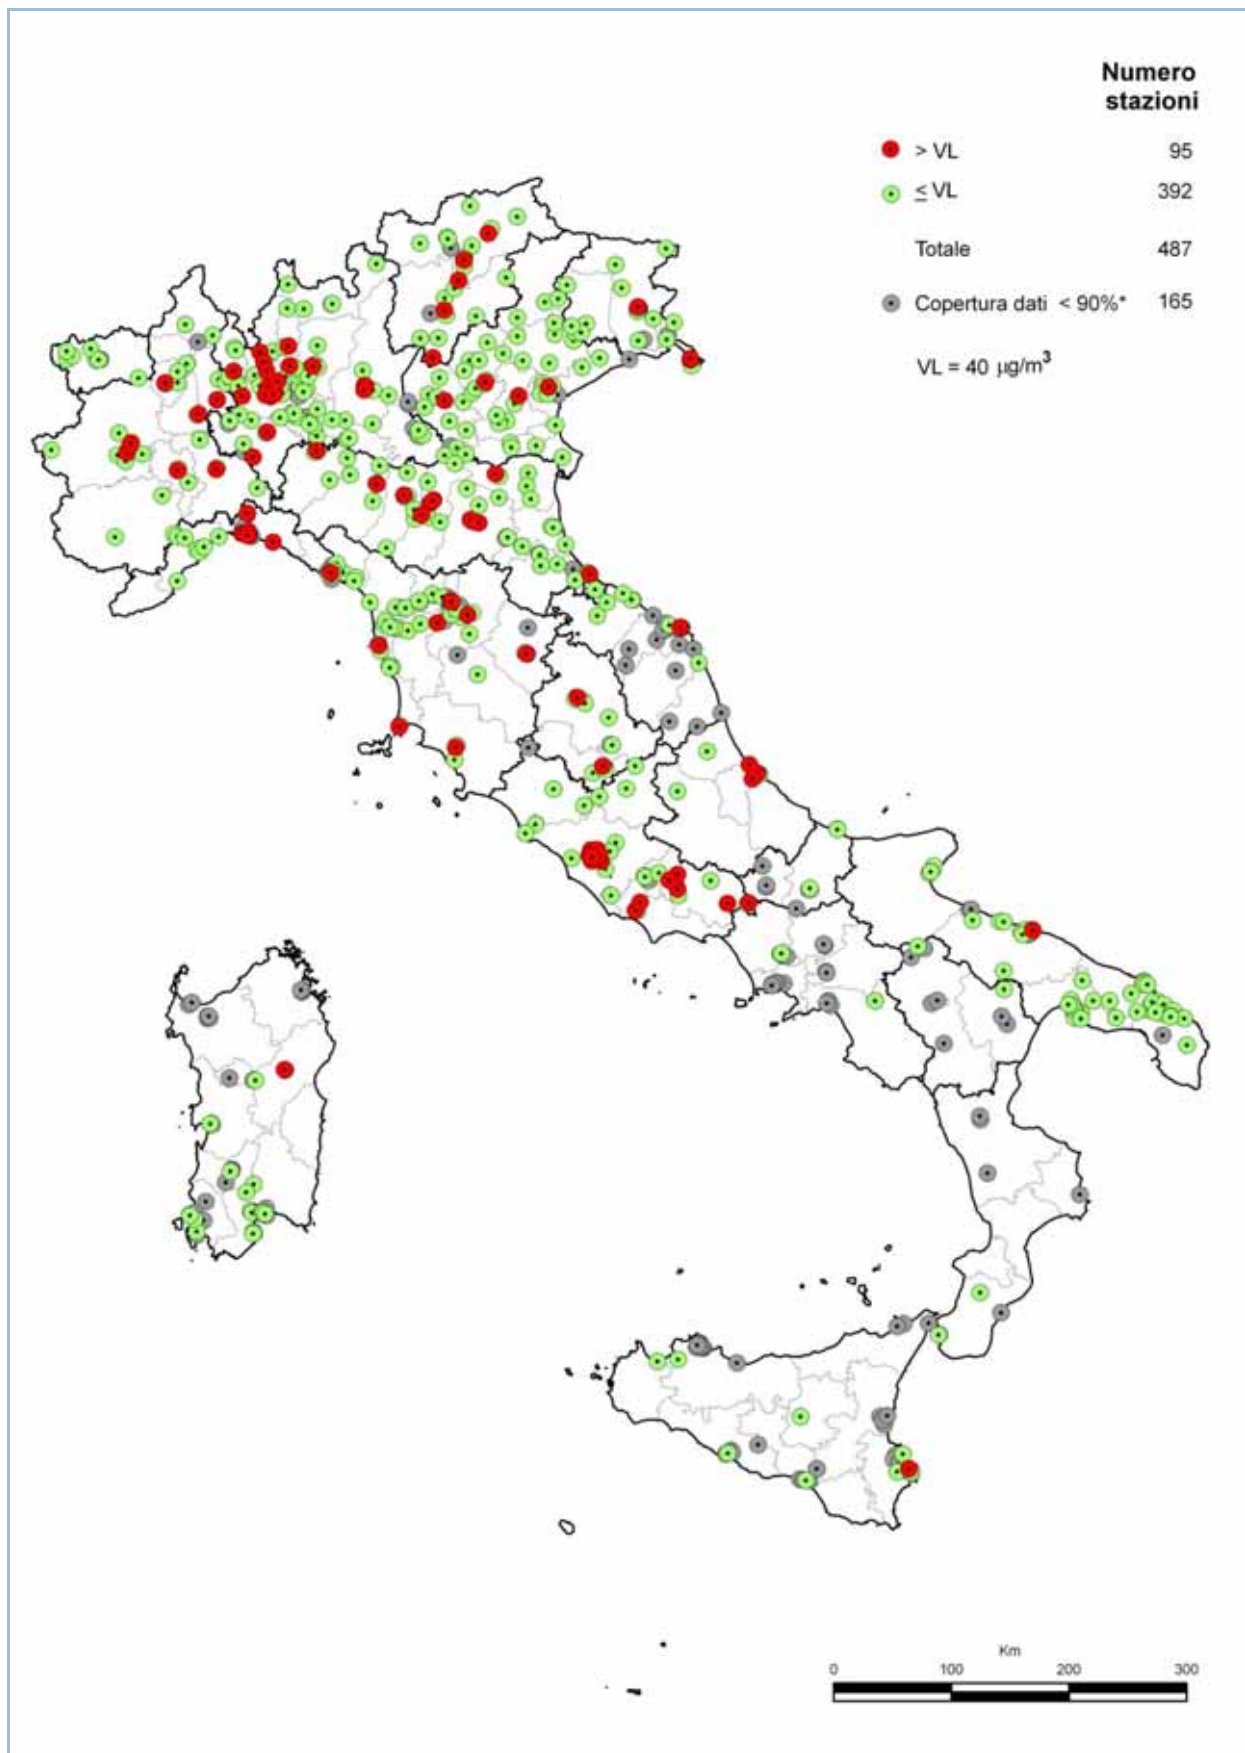 Numero
stazioni
> VL 95
≤ VL 392
Totale 487
Copertura dati < 90%* 165
VL = 40 µg/m³
Km
0 100 200 300